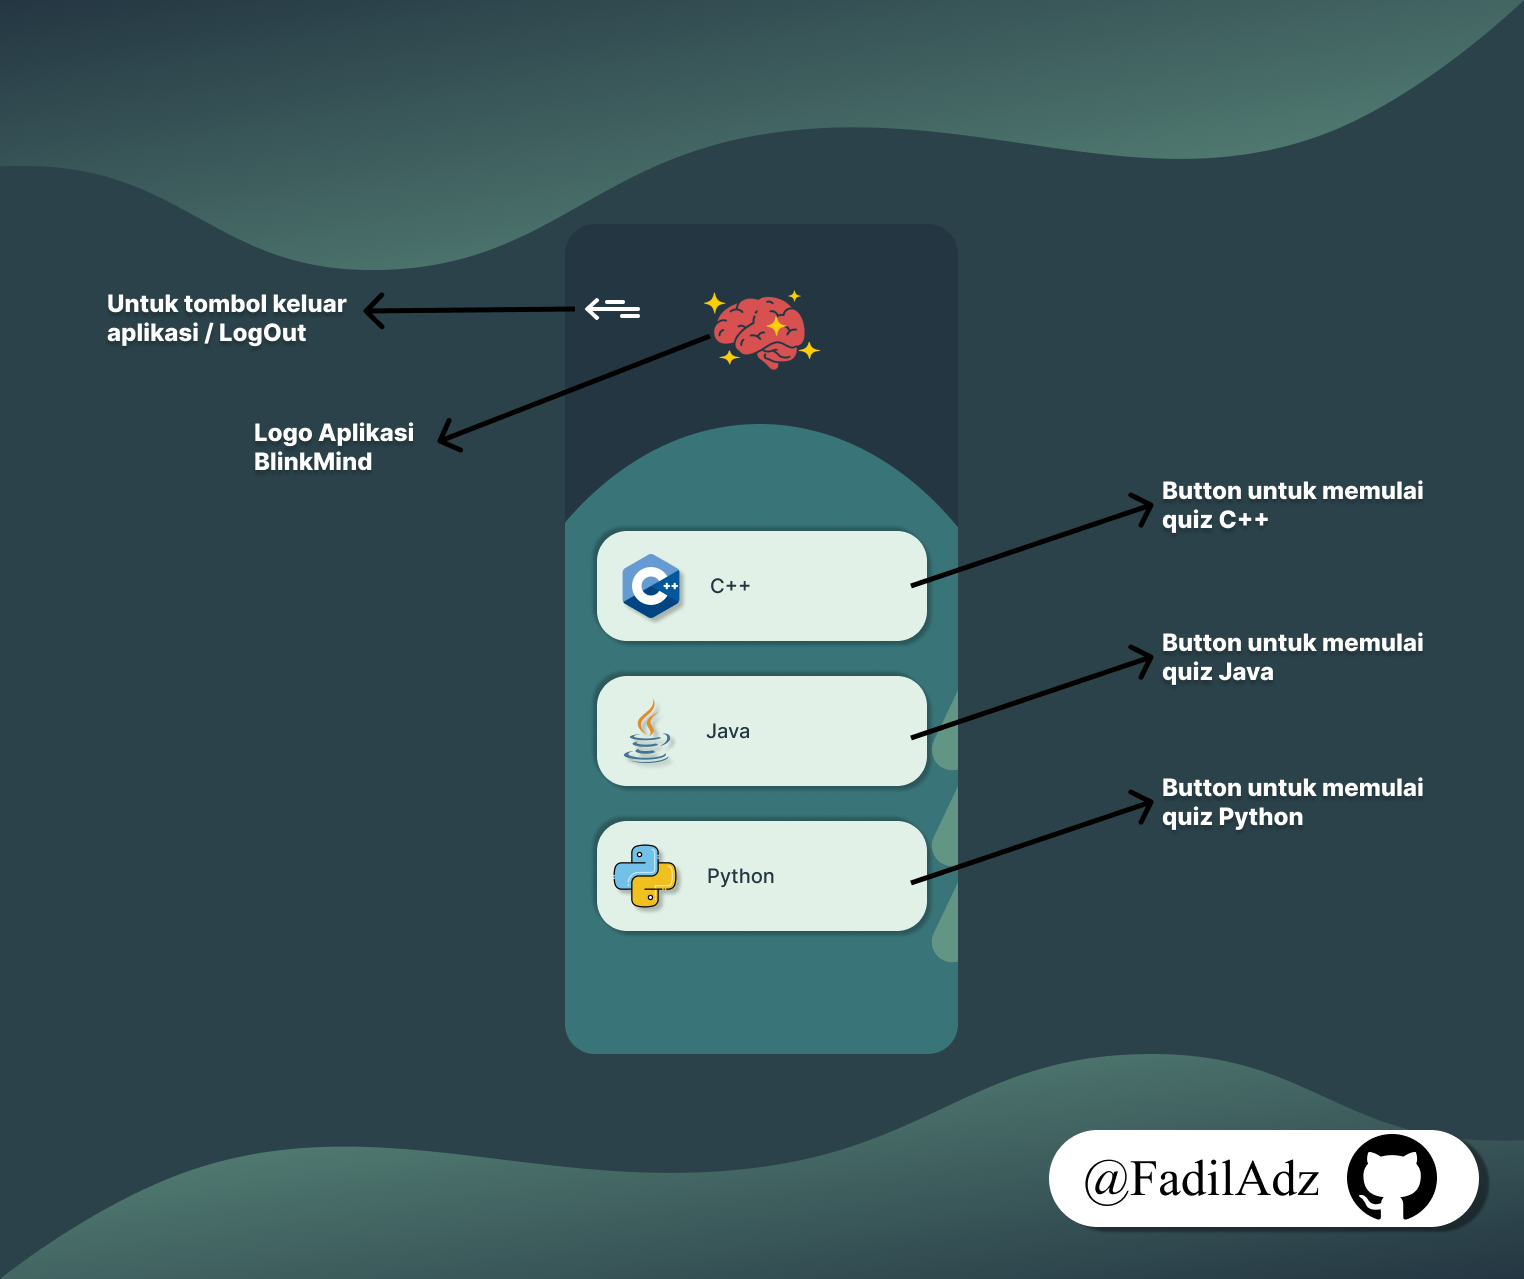 Untuk tombol keluar
aplikasi / LogOut
Logo Aplikasi
BlinkMind
Button untuk memulai
quiz C++
C++
Button untuk memulai
quiz Java
Java
Button untuk memulai
quiz Python
Python
@FadilAdz